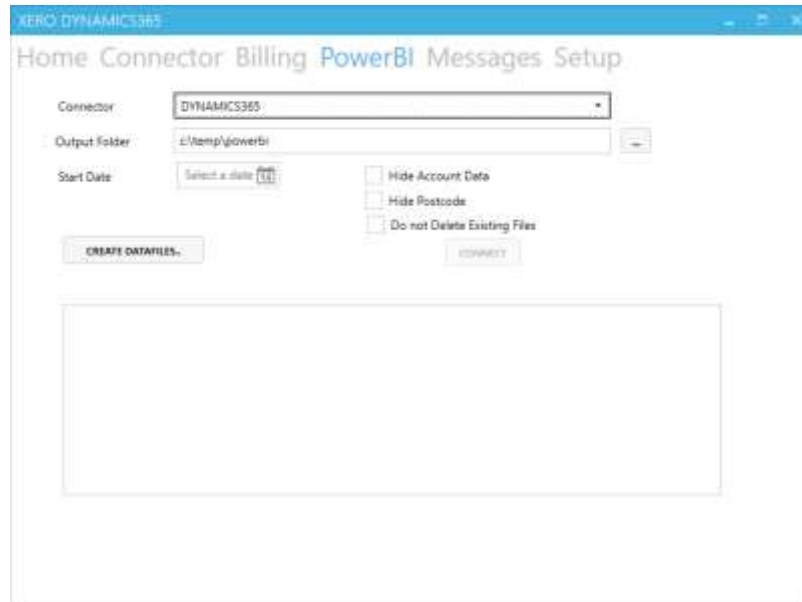 XERO DYNAMICS365
Home Connector Billing PowerBI Messages Setup
Connector DYNAMICS365
Output Folder c:\temp\powerbi ...
Start Date Select a date Hide Account Data
Hide Postcode
Do not Delete Existing Files
CREATE DATAFILES.. CONNECT